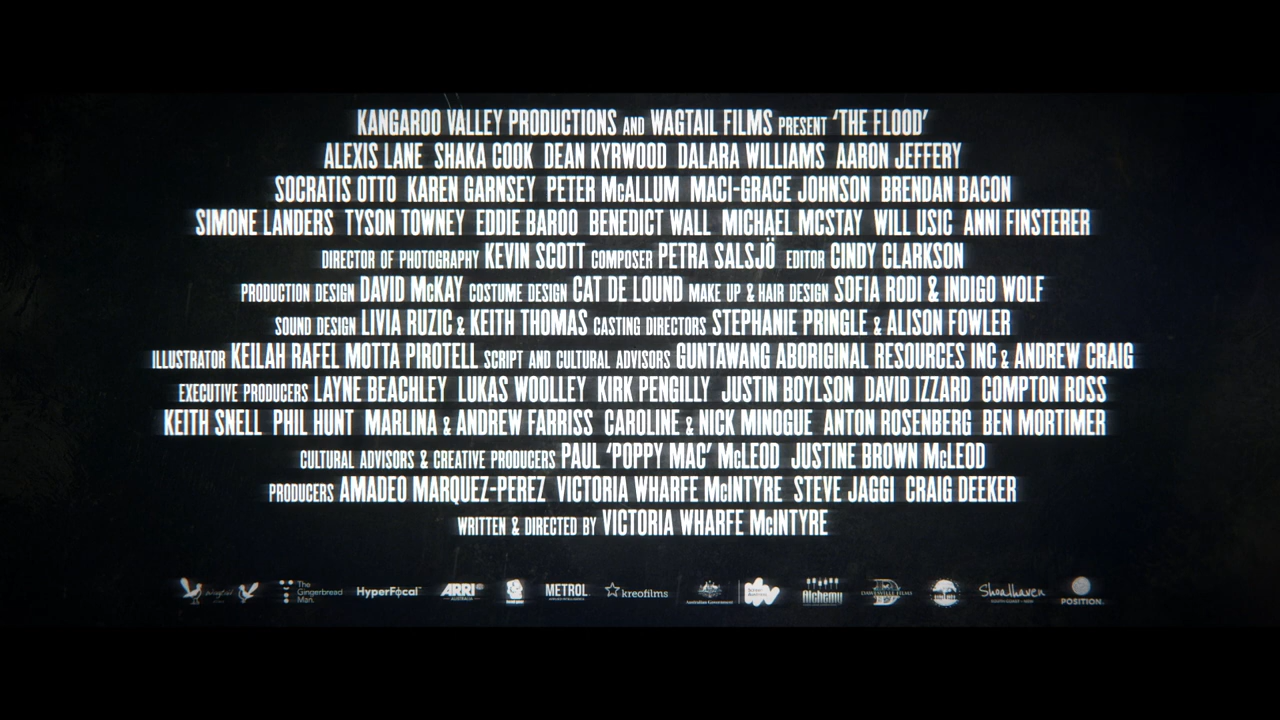 KANGAROO VALLEY PRODUCTIONS AND WAGTAIL FILMS PRESENT ‘THE FLOOD’
ALEXIS LANE SHAKA COOK DEAN KYRWOOD DALARA WILLIAMS AARON JEFFERY
SOCRATIS OTTO KAREN GARNSEY PETER McALLUM MACI-GRACE JOHNSON BRENDAN BACON
SIMONE LANDERS TYSON TOWNEY EDDIE BAROO BENEDICT WALL MICHAEL MCSTAY WILL USIC ANNI FINSTERER
DIRECTOR OF PHOTOGRAPHY KEVIN SCOTT COMPOSER PETRA SALSJÖ EDITOR CINDY CLARKSON
PRODUCTION DESIGN DAVID McKAY COSTUME DESIGN CAT DE LOUND MAKE UP & HAIR DESIGN SOFIA RODI & INDIGO WOLF
SOUND DESIGN LIVIA RUZIC & KEITH THOMAS CASTING DIRECTORS STEPHANIE PRINGLE & ALISON FOWLER
ILLUSTRATOR KEILAH RAFEL MOTTA PIROTELL SCRIPT AND CULTURAL ADVISORS GUNTAWANG ABORIGINAL RESOURCES INC & ANDREW CRAIG
EXECUTIVE PRODUCERS LAYNE BEACHLEY LUKAS WOOLLEY KIRK PENGILLY JUSTIN BOYLSON DAVID IZZARD COMPTON ROSS
KEITH SNELL PHIL HUNT MARLINA & ANDREW FARRISS CAROLINE & NICK MINOGUE ANTON ROSENBERG BEN MORTIMER
CULTURAL ADVISORS & CREATIVE PRODUCERS PAUL ‘POPPY MAC’ McLEOD JUSTINE BROWN McLEOD
PRODUCERS AMADEO MARQUEZ-PEREZ VICTORIA WHARFE McINTYRE STEVE JAGGI CRAIG DEEKER
WRITTEN & DIRECTED BY VICTORIA WHARFE McINTYRE
The Gingerbread Man. HyperFocal ARRI AUSTRALIA METROL kreofilms Australian Government Alchemy Shoalhaven POSITION.